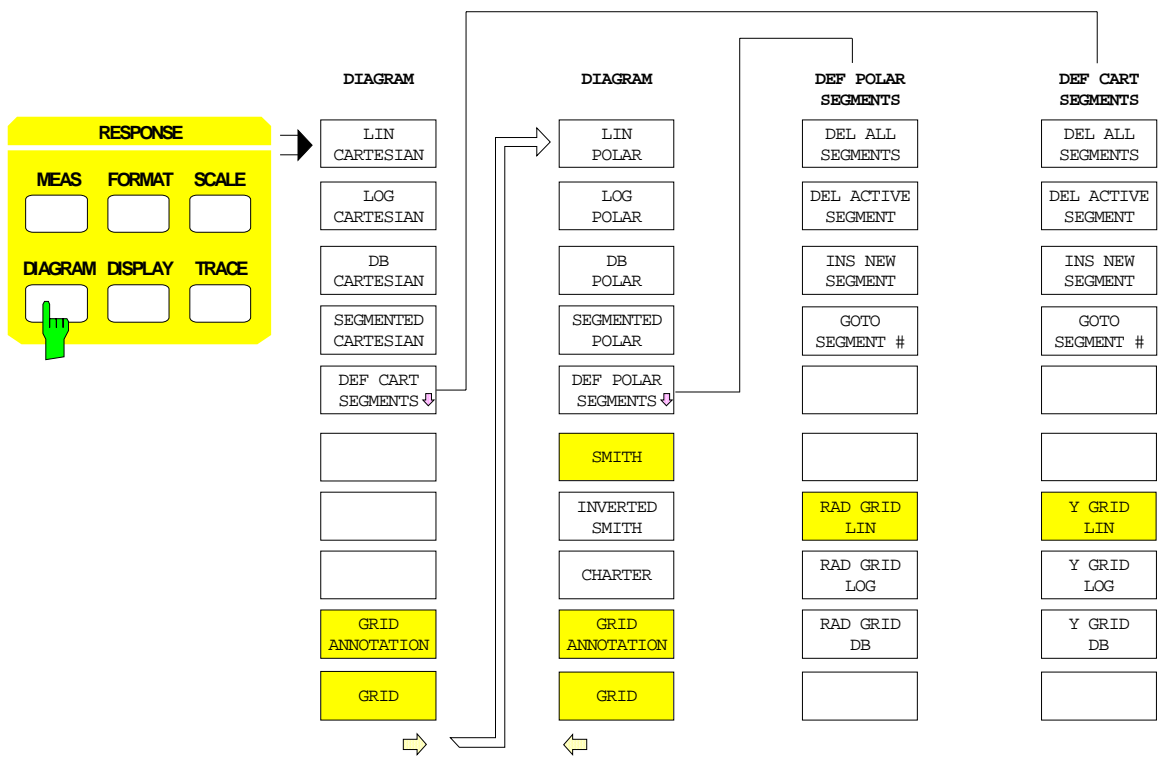 RESPONSE
MEAS FORMAT SCALE
DIAGRAM DISPLAY TRACE
DIAGRAM
LIN
CARTESIAN
LOG
CARTESIAN
DB
CARTESIAN
SEGMENTED
CARTESIAN
DEF CART
SEGMENTS
GRID
ANNOTATION
GRID
DIAGRAM
LIN
POLAR
LOG
POLAR
DB
POLAR
SEGMENTED
POLAR
DEF POLAR
SEGMENTS
SMITH
INVERTED
SMITH
CHARTER
GRID
ANNOTATION
GRID
DEF POLAR
SEGMENTS
DEL ALL
SEGMENTS
DEL ACTIVE
SEGMENT
INS NEW
SEGMENT
GOTO
SEGMENT #
RAD GRID
LIN
RAD GRID
LOG
RAD GRID
DB
DEF CART
SEGMENTS
DEL ALL
SEGMENTS
DEL ACTIVE
SEGMENT
INS NEW
SEGMENT
GOTO
SEGMENT #
Y GRID
LIN
Y GRID
LOG
Y GRID
DB